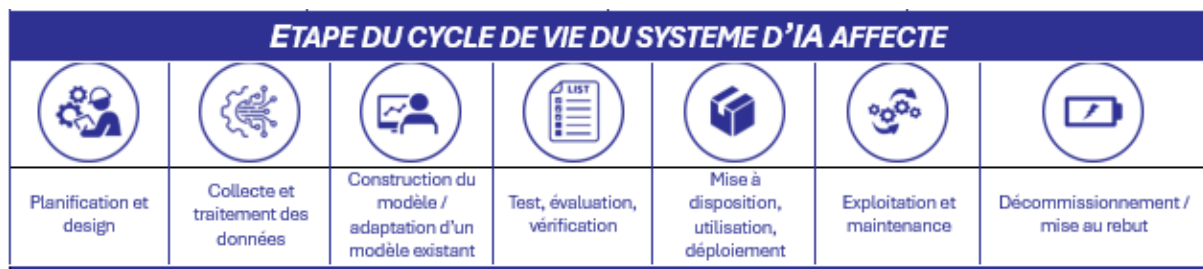 ETAPE DU CYCLE DE VIE DU SYSTEME D'IA AFFECTE
LIST
Planification et
design
Collecte et
traitement des
données
Construction du
modèle /
adaptation d'un
modèle existant
Test, évaluation,
vérification
Mise à
disposition,
utilisation,
déploiement
Exploitation et
maintenance
Décommissionnement /
mise au rebut